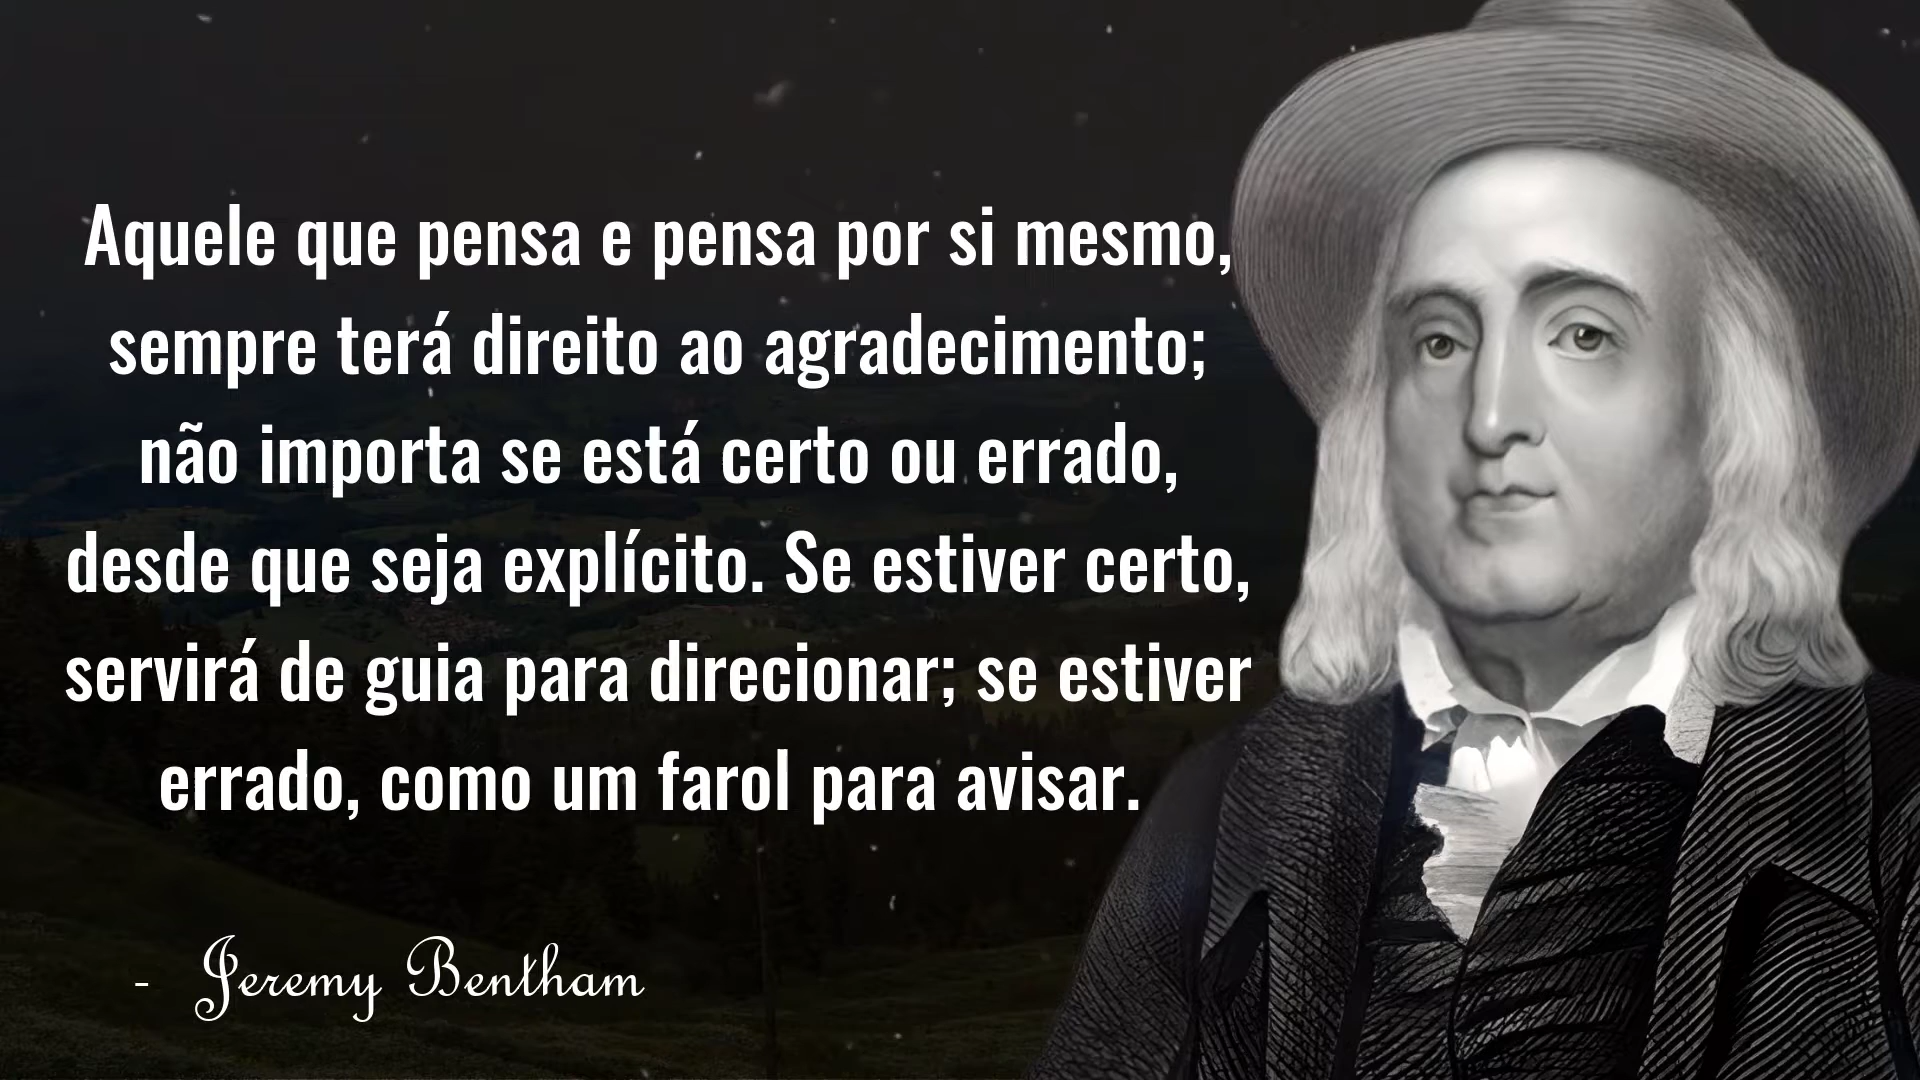 Aquele que pensa e pensa por si mesmo,
sempre terá direito ao agradecimento;
não importa se está certo ou errado,
desde que seja explícito. Se estiver certo,
servirá de guia para direcionar; se estiver
errado, como um farol para avisar.
- Jeremy Bentham